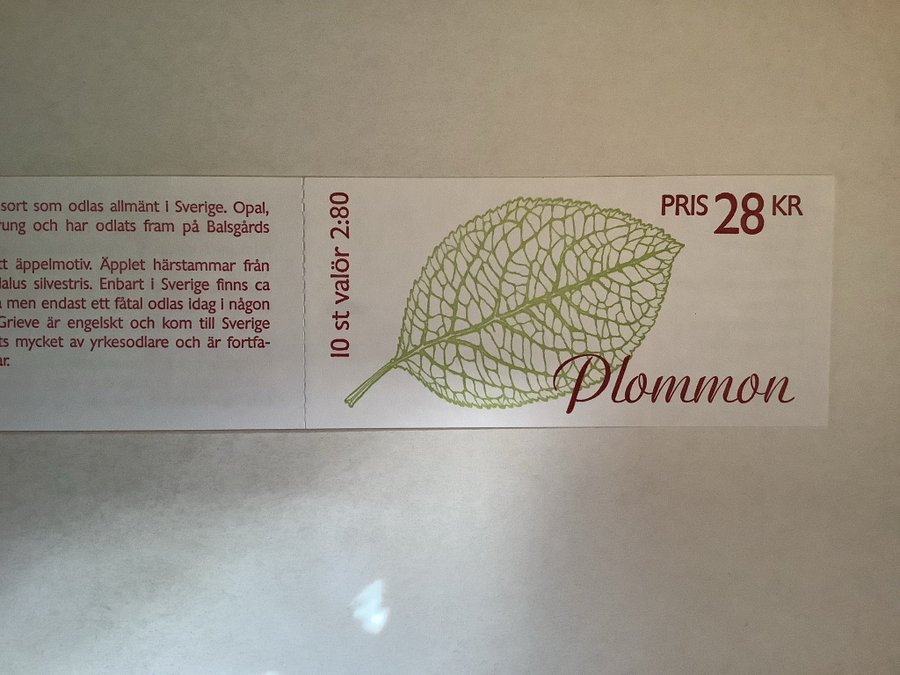 sort som odlas allmänt i Sverige. Opal,
rung och har odlats fram på Balsgårds
tt äppelmotiv. Äpplet härstammar från
alus silvestris. Enbart i Sverige finns ca
men endast ett fåtal odlas idag i någon
Grieve är engelskt och kom till Sverige
ts mycket av yrkesodlare och är fortfa-
ar.
10 st valör 2:80
PRIS 28 KR
Plommon